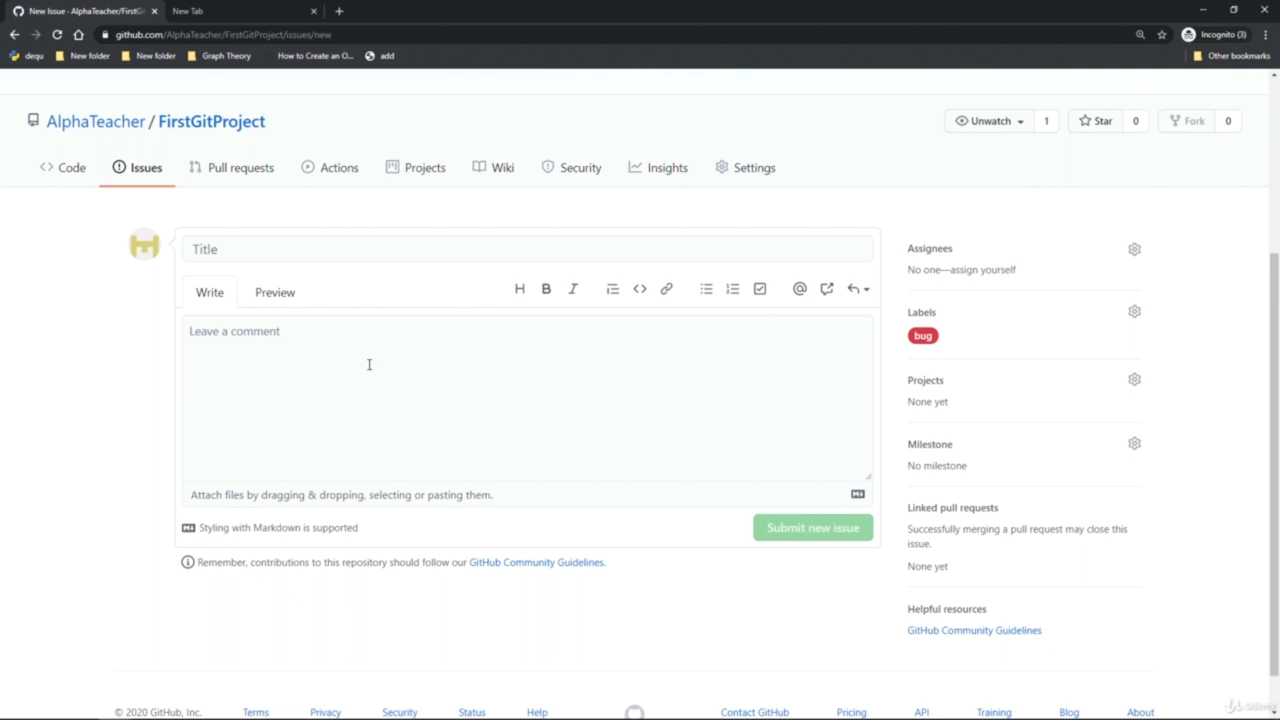 New Issue - AlphaTeacher/FirstGi
New Tab
github.com/AlphaTeacher/FirstGitProject/issues/new
Incognito (3)
dequ
New folder
New folder
Graph Theory
How to Create an O...
add
Other bookmarks
AlphaTeacher / FirstGitProject
Unwatch 1
Star 0
Fork 0
Code
Issues
Pull requests
Actions
Projects
Wiki
Security
Insights
Settings
Title
Write
Preview
H B I
Leave a comment
Attach files by dragging & dropping, selecting or pasting them.
Styling with Markdown is supported
Submit new issue
Remember, contributions to this repository should follow our GitHub Community Guidelines.
Assignees
No one—assign yourself
Labels
bug
Projects
None yet
Milestone
No milestone
Linked pull requests
Successfully merging a pull request may close this
issue.
None yet
Helpful resources
GitHub Community Guidelines
© 2020 GitHub, Inc.
Terms
Privacy
Security
Status
Help
Contact GitHub
Pricing
API
Training
Blog
About
Udemy